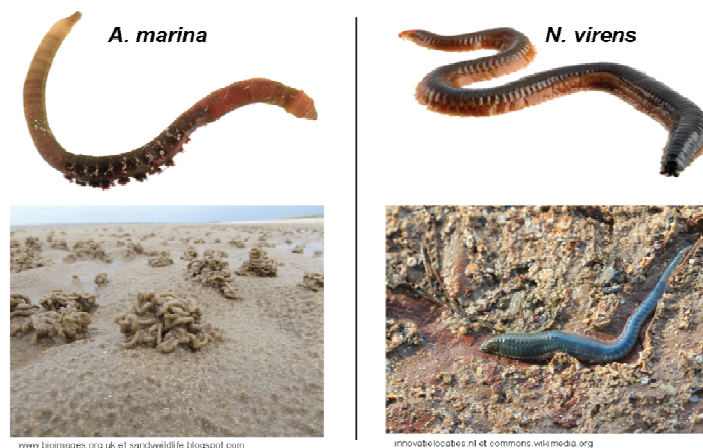 A. marina
N. virens
www.bioimages.org.uk et sandywildlife.blogspot.com
innovatielocaties.nl et commons.wikimedia.org